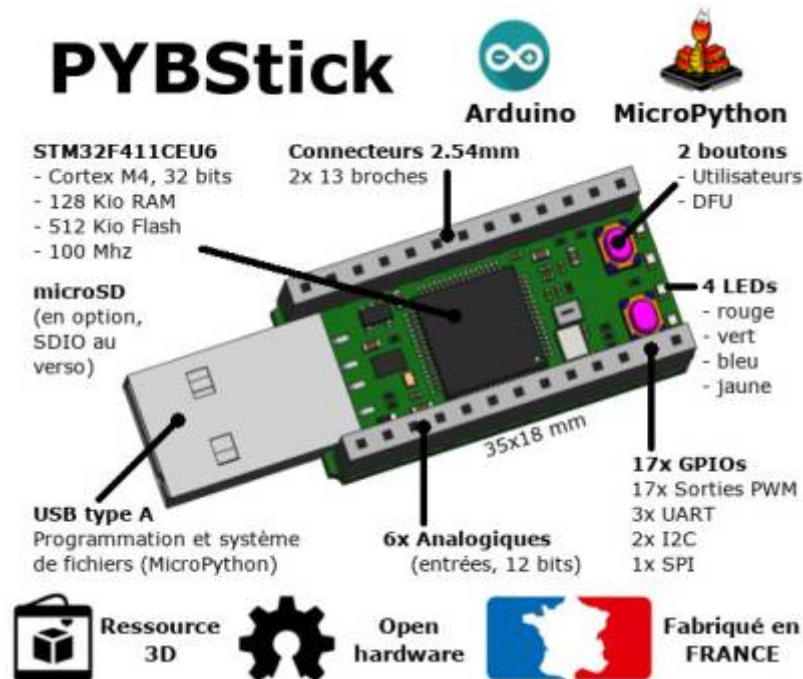 PYBStick
Arduino
MicroPython
STM32F411CEU6
- Cortex M4, 32 bits
- 128 Kio RAM
- 512 Kio Flash
- 100 Mhz
Connecteurs 2.54mm
2x 13 broches
2 boutons
- Utilisateurs
- DFU
microSD
(en option,
SDIO au
verso)
4 LEDs
- rouge
- vert
- bleu
- jaune
35x18 mm
USB type A
Programmation et système
de fichiers (MicroPython)
6x Analogiques
(entrées, 12 bits)
17x GPIOs
17x Sorties PWM
3x UART
2x I2C
1x SPI
Ressource
3D
Open
hardware
Fabriqué en
FRANCE